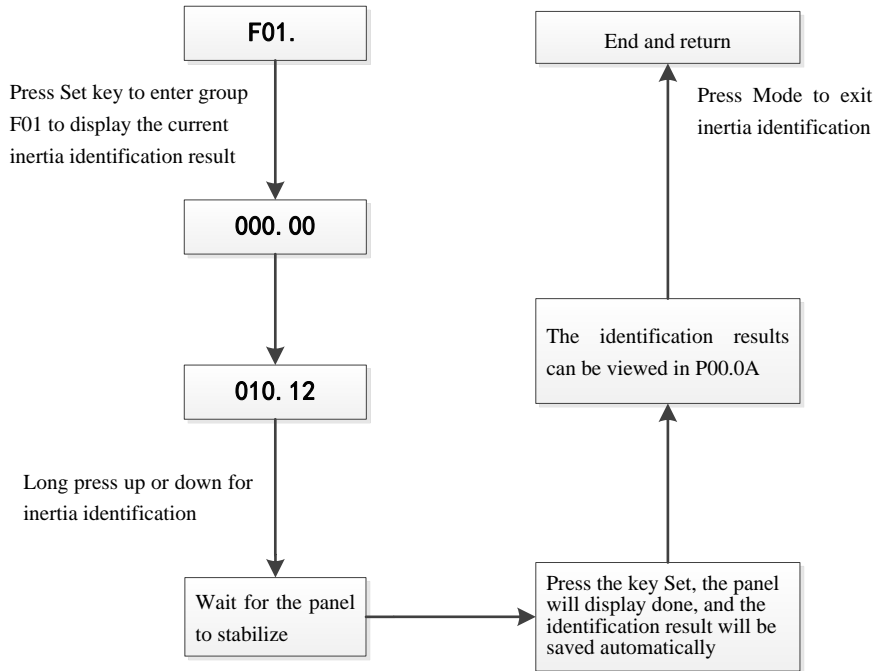 F01.
Press Set key to enter group
F01 to display the current
inertia identification result
000.00
010.12
Long press up or down for
inertia identification
Wait for the panel
to stabilize
Press the key Set, the panel
will display done, and the
identification result will be
saved automatically
The identification results
can be viewed in P00.0A
Press Mode to exit
inertia identification
End and return